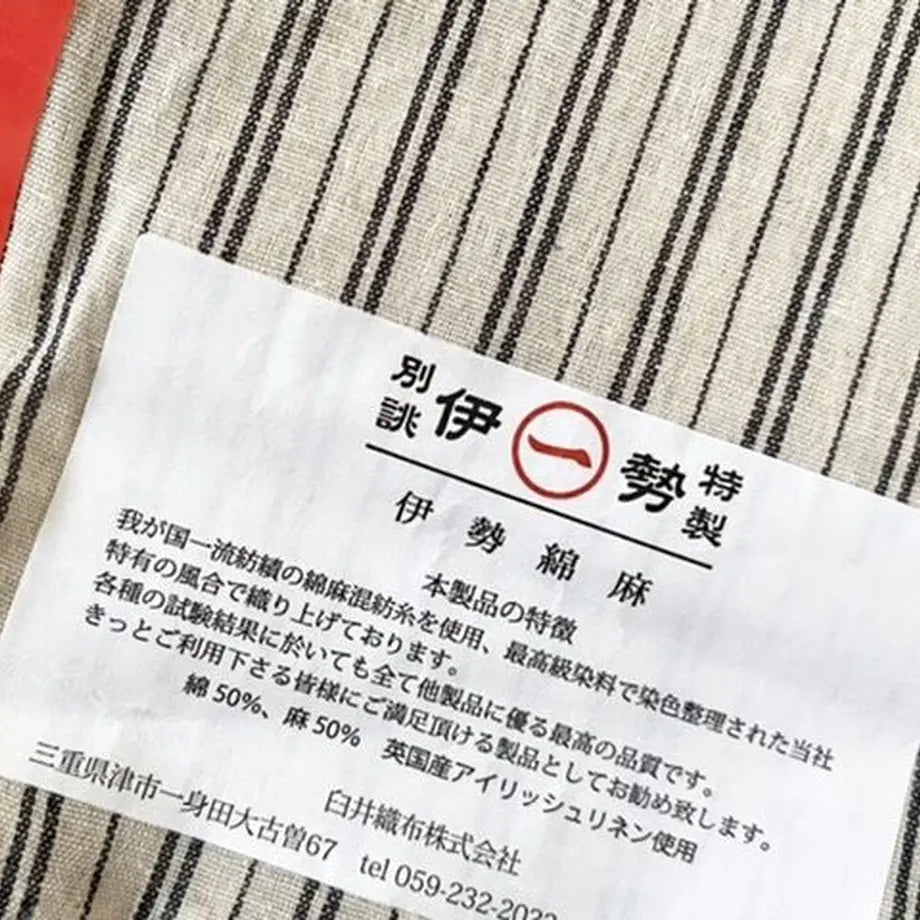 別誂 伊 一 勢 特製
伊勢綿麻
本製品の特徴
我が国一流紡績の綿麻混紡糸を使用、最高級染料で染色整理された当社
特有の風合で織り上げております。
各種の試験結果に於いても全て他製品に優る最高の品質です。
きっとご利用下さる皆様にご満足頂ける製品としてお勧め致します。
綿50%、麻50% 英国産アイリッシュリネン使用
臼井織布株式会社
三重県津市一身田大古曽67 tel 059-232-2022